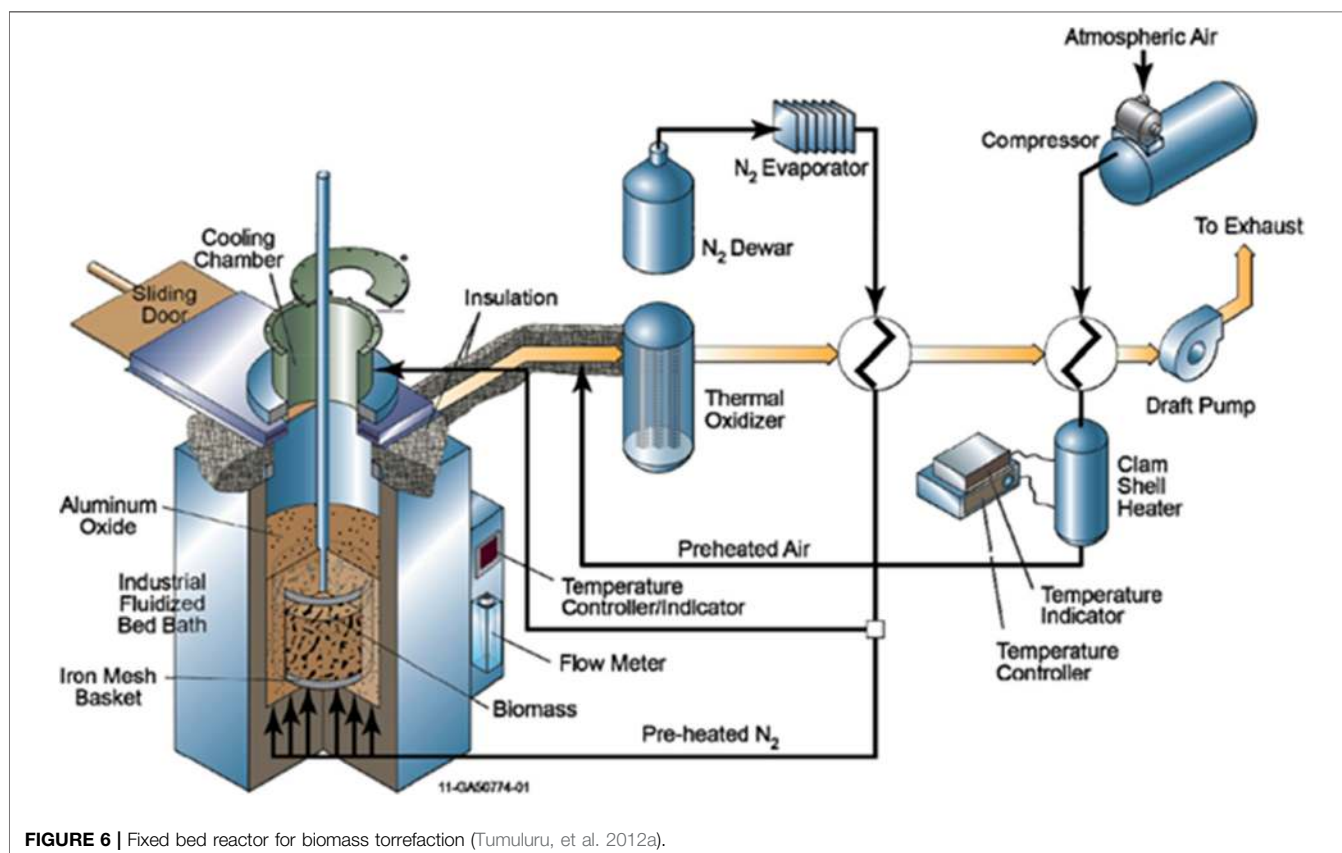 Atmospheric Air
Compressor
N2 Evaporator
To Exhaust
Cooling
Chamber
N2 Dewar
Sliding
Door
Insulation
Thermal
Oxidizer
Draft Pump
Clam
Shell
Heater
Aluminum
Oxide
Preheated Air
Industrial
Fluidized
Bed Bath
Temperature
Controller/Indicator
Temperature
Indicator
Temperature
Controller
Flow Meter
Iron Mesh
Basket
Biomass
Pre-heated N2
11-GA50774-01
FIGURE 6 | Fixed bed reactor for biomass torrefaction (Tumuluru, et al. 2012a).